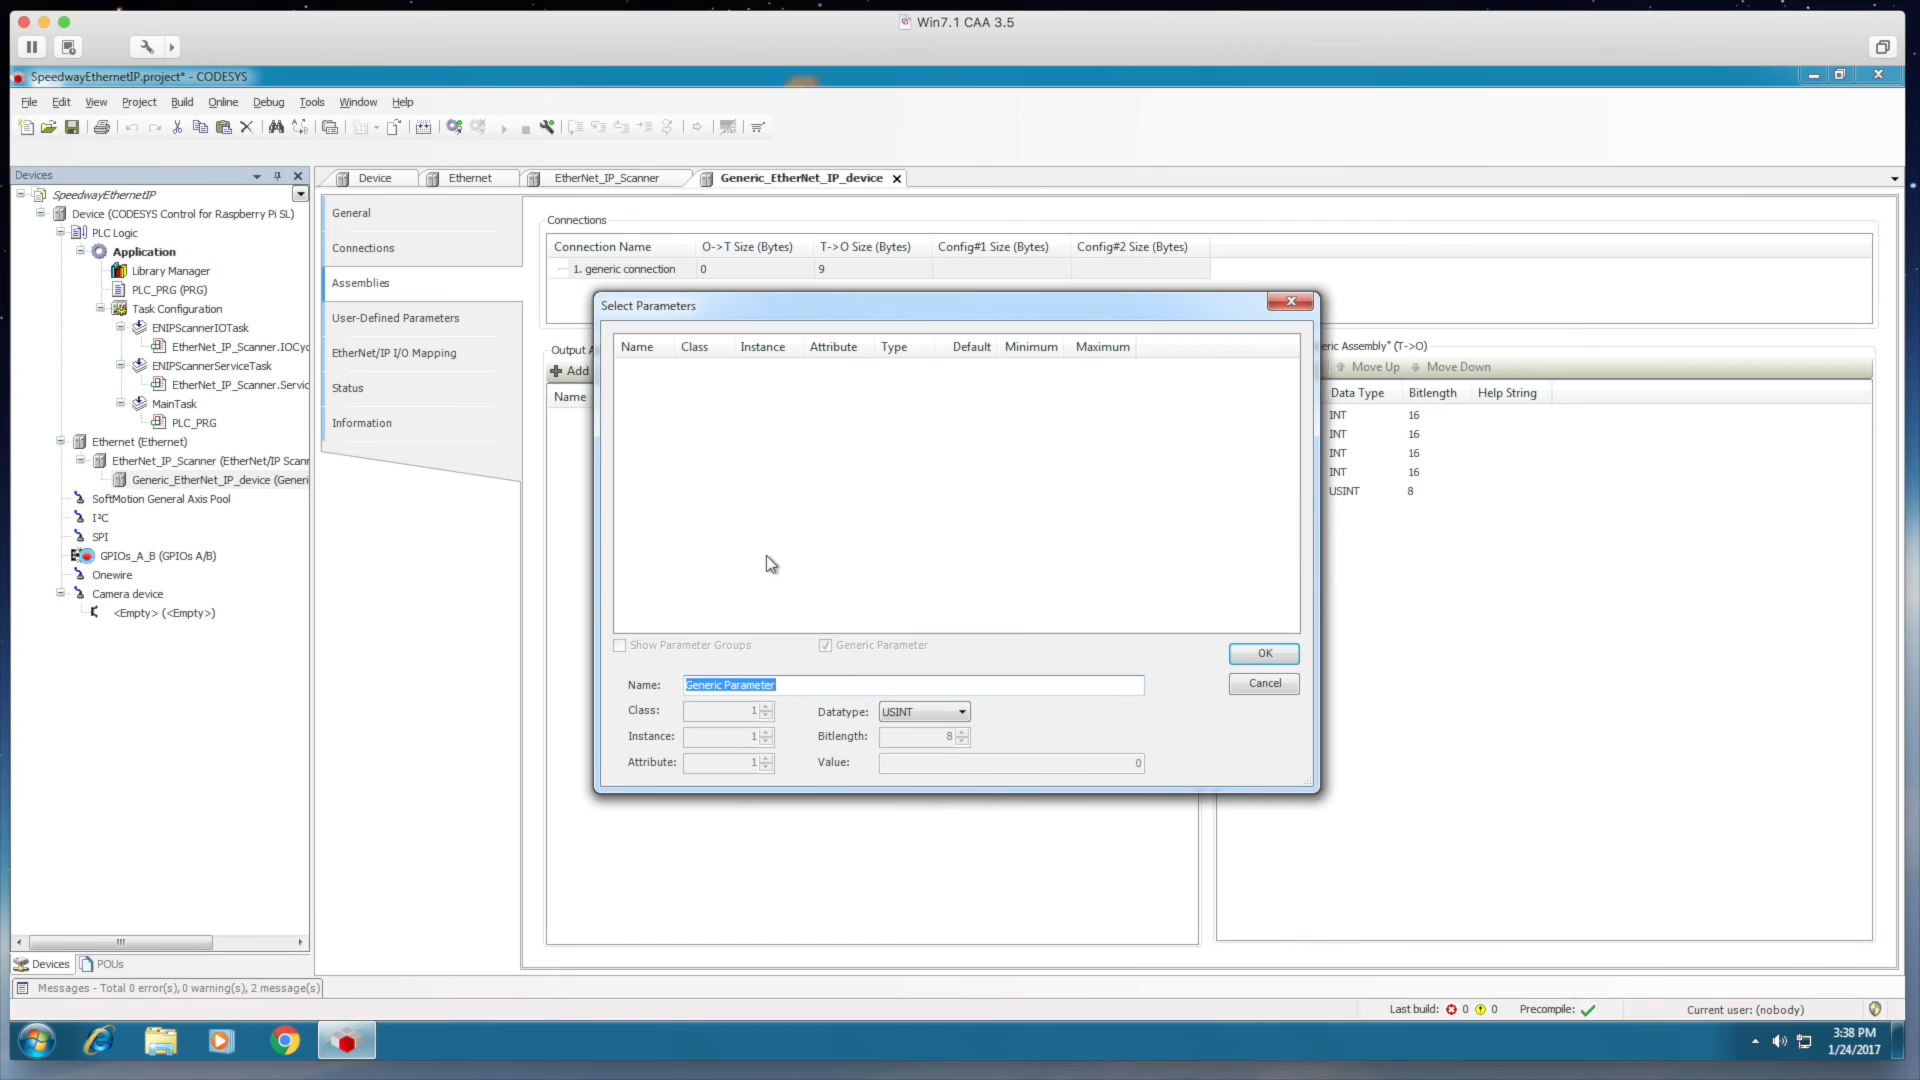 Win7.1 CAA 3.5
SpeedwayEthernetIP.project* - CODESYS
File Edit View Project Build Online Debug Tools Window Help
Devices
SpeedwayEthernetIP
Device (CODESYS Control for Raspberry Pi SL)
PLC Logic
Application
Library Manager
PLC_PRG (PRG)
Task Configuration
ENIPScannerIOTask
EtherNet_IP_Scanner.IOCyc
ENIPScannerServiceTask
EtherNet_IP_Scanner.Servic
MainTask
PLC_PRG
Ethernet (Ethernet)
EtherNet_IP_Scanner (EtherNet/IP Scann
Generic_EtherNet_IP_device (Generi
SoftMotion General Axis Pool
I²C
SPI
GPIOs_A_B (GPIOs A/B)
Onewire
Camera device
<Empty> (<Empty>)
Devices POUs
Device Ethernet EtherNet_IP_Scanner Generic_EtherNet_IP_device
General
Connections
Assemblies
User-Defined Parameters
EtherNet/IP I/O Mapping
Status
Information
Connections
Connection Name O->T Size (Bytes) T->O Size (Bytes) Config#1 Size (Bytes) Config#2 Size (Bytes)
1. generic connection 0 9
Output A
Add
Name
eric Assembly" (T->O)
Move Up Move Down
Data Type Bitlength Help String
INT 16
INT 16
INT 16
INT 16
USINT 8
Select Parameters
Name Class Instance Attribute Type Default Minimum Maximum
Show Parameter Groups Generic Parameter
OK
Cancel
Name: Generic Parameter
Class: 1 Datatype: USINT
Instance: 1 Bitlength: 8
Attribute: 1 Value: 0
Messages - Total 0 error(s), 0 warning(s), 2 message(s)
Last build: 0 0 Precompile: Current user: (nobody)
3:38 PM
1/24/2017